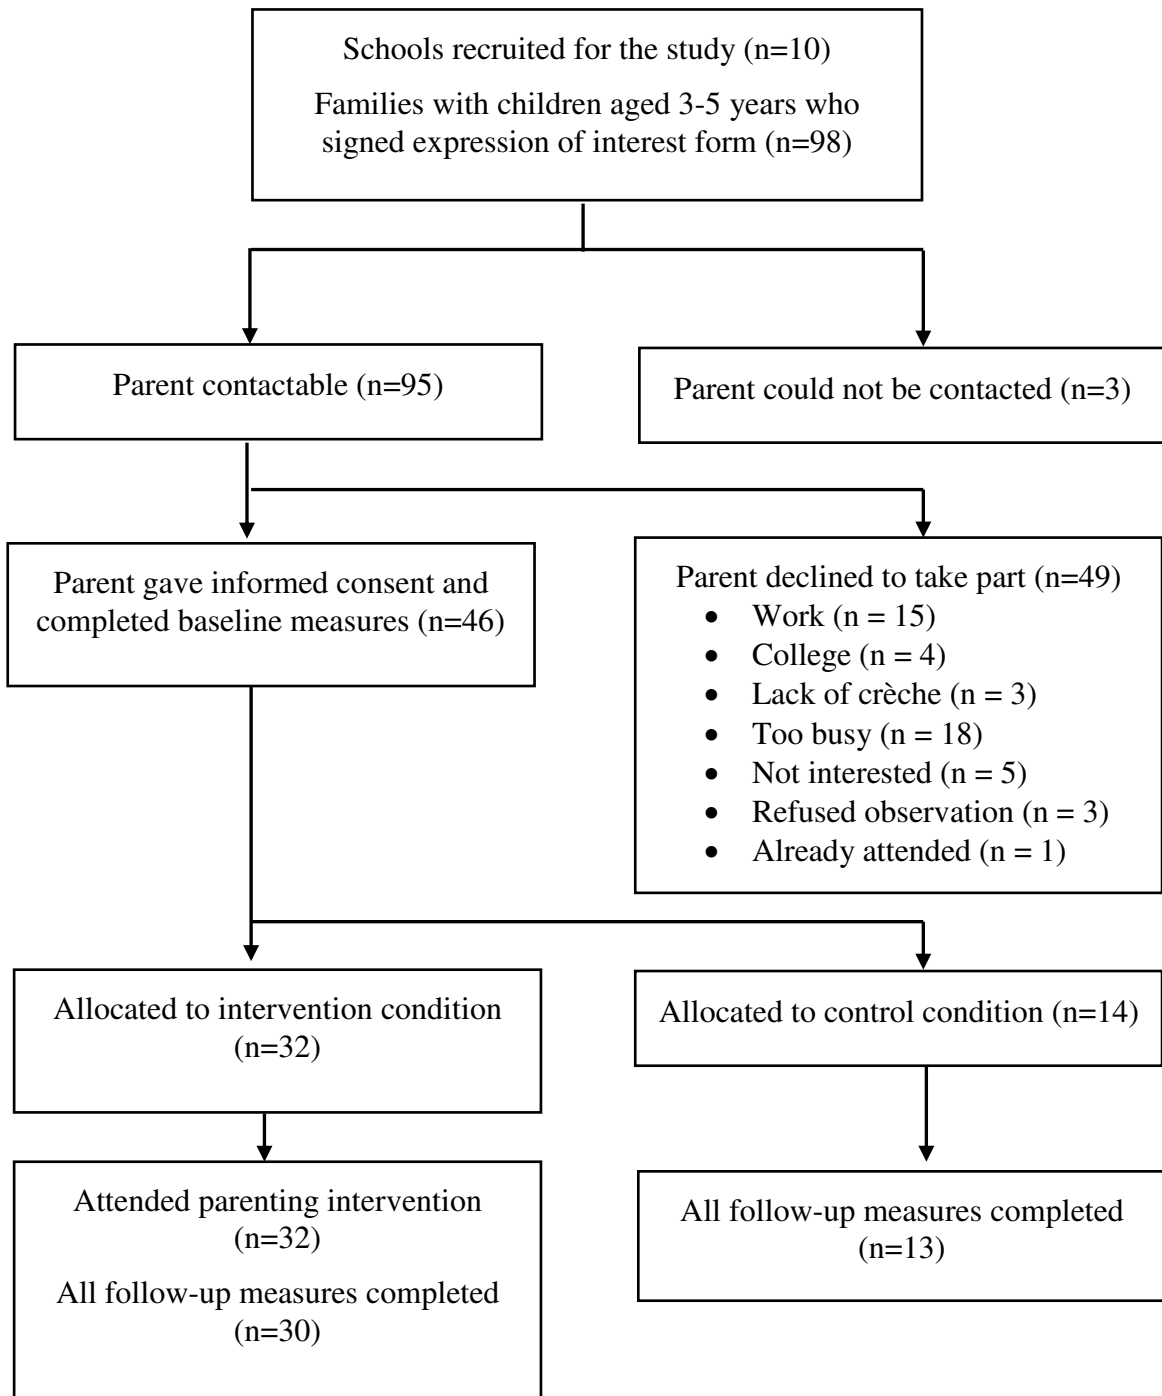 Schools recruited for the study (n=10)
Families with children aged 3-5 years who
signed expression of interest form (n=98)
Parent contactable (n=95)
Parent could not be contacted (n=3)
Parent gave informed consent and
completed baseline measures (n=46)
Parent declined to take part (n=49)
• Work (n = 15)
• College (n = 4)
• Lack of crèche (n = 3)
• Too busy (n = 18)
• Not interested (n = 5)
• Refused observation (n = 3)
• Already attended (n = 1)
Allocated to intervention condition
(n=32)
Allocated to control condition (n=14)
Attended parenting intervention
(n=32)
All follow-up measures completed
(n=30)
All follow-up measures completed
(n=13)